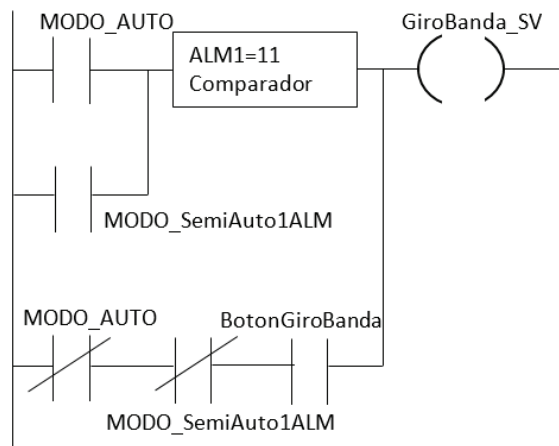 MODO_AUTO
GiroBanda_SV
ALM1=11
Comparador
MODO_SemiAuto1ALM
MODO_AUTO
BotonGiroBanda
MODO_SemiAuto1ALM